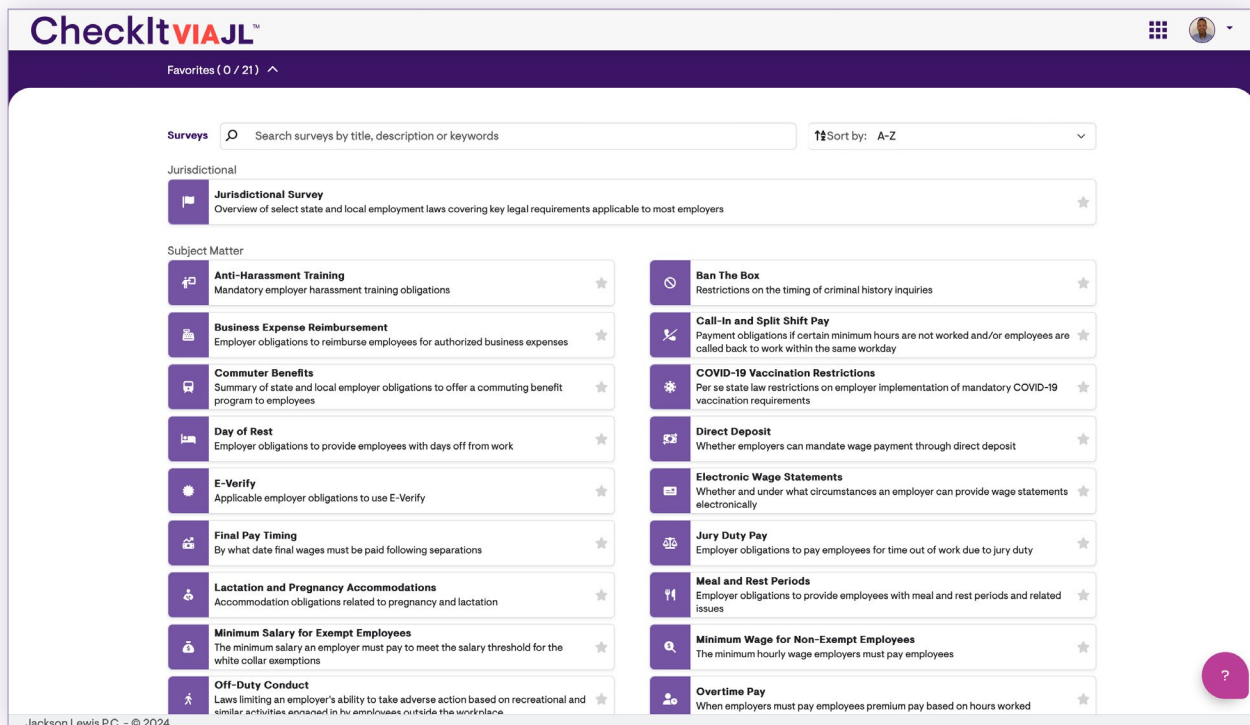 CheckIt VIA JL™
Favorites ( 0 / 21 )
Surveys
Search surveys by title, description or keywords
Sort by: A-Z
Jurisdictional
Jurisdictional Survey
Overview of select state and local employment laws covering key legal requirements applicable to most employers
Subject Matter
Anti-Harassment Training
Mandatory employer harassment training obligations
Ban The Box
Restrictions on the timing of criminal history inquiries
Business Expense Reimbursement
Employer obligations to reimburse employees for authorized business expenses
Call-In and Split Shift Pay
Payment obligations if certain minimum hours are not worked and/or employees are
called back to work within the same workday
Commuter Benefits
Summary of state and local employer obligations to offer a commuting benefit
program to employees
COVID-19 Vaccination Restrictions
Per se state law restrictions on employer implementation of mandatory COVID-19
vaccination requirements
Day of Rest
Employer obligations to provide employees with days off from work
Direct Deposit
Whether employers can mandate wage payment through direct deposit
E-Verify
Applicable employer obligations to use E-Verify
Electronic Wage Statements
Whether and under what circumstances an employer can provide wage statements
electronically
Final Pay Timing
By what date final wages must be paid following separations
Jury Duty Pay
Employer obligations to pay employees for time out of work due to jury duty
Lactation and Pregnancy Accommodations
Accommodation obligations related to pregnancy and lactation
Meal and Rest Periods
Employer obligations to provide employees with meal and rest periods and related
issues
Minimum Salary for Exempt Employees
The minimum salary an employer must pay to meet the salary threshold for the
white collar exemptions
Minimum Wage for Non-Exempt Employees
The minimum hourly wage employers must pay employees
Off-Duty Conduct
Laws limiting an employer's ability to take adverse action based on recreational and
similar activities engaged in by employees outside the workplace
Overtime Pay
When employers must pay employees premium pay based on hours worked
?
Jackson Lewis P.C. - © 2024